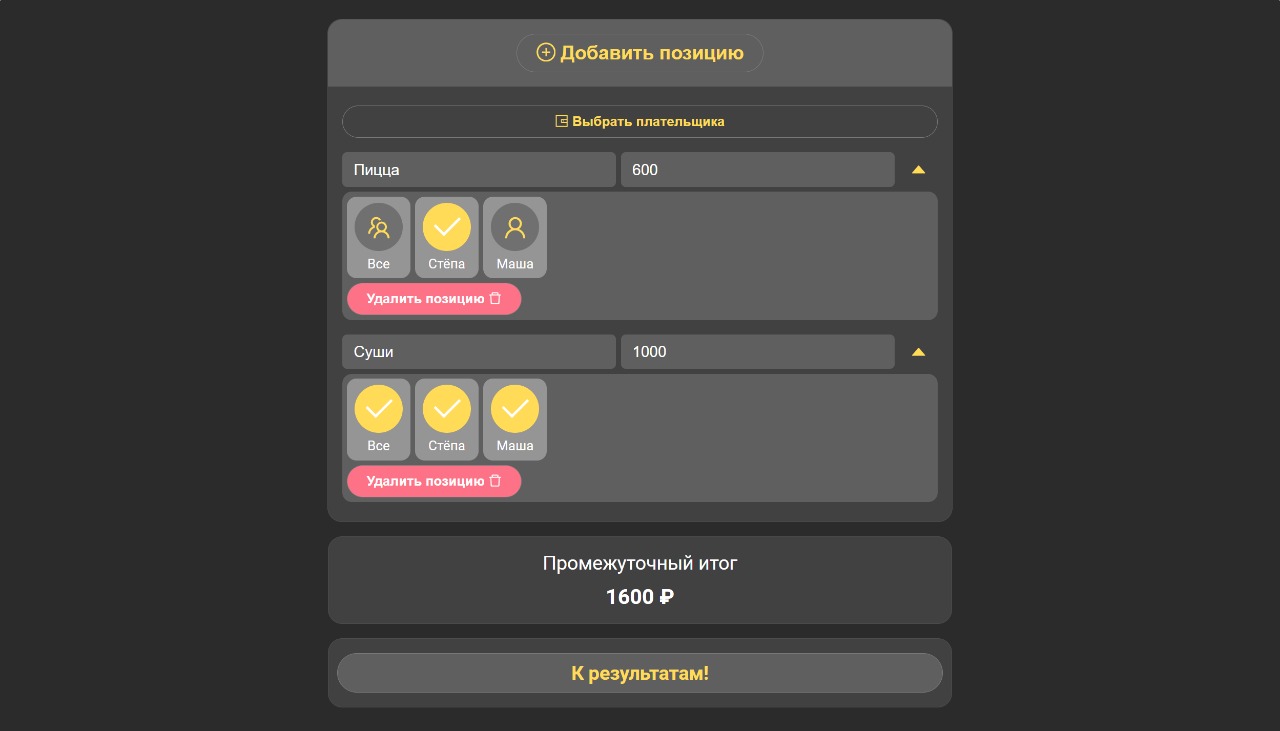 Добавить позицию
Выбрать плательщика
Пицца 600
Все Стёпа Маша
Удалить позицию
Суши 1000
Все Стёпа Маша
Удалить позицию
Промежуточный итог
1600 ₽
К результатам!